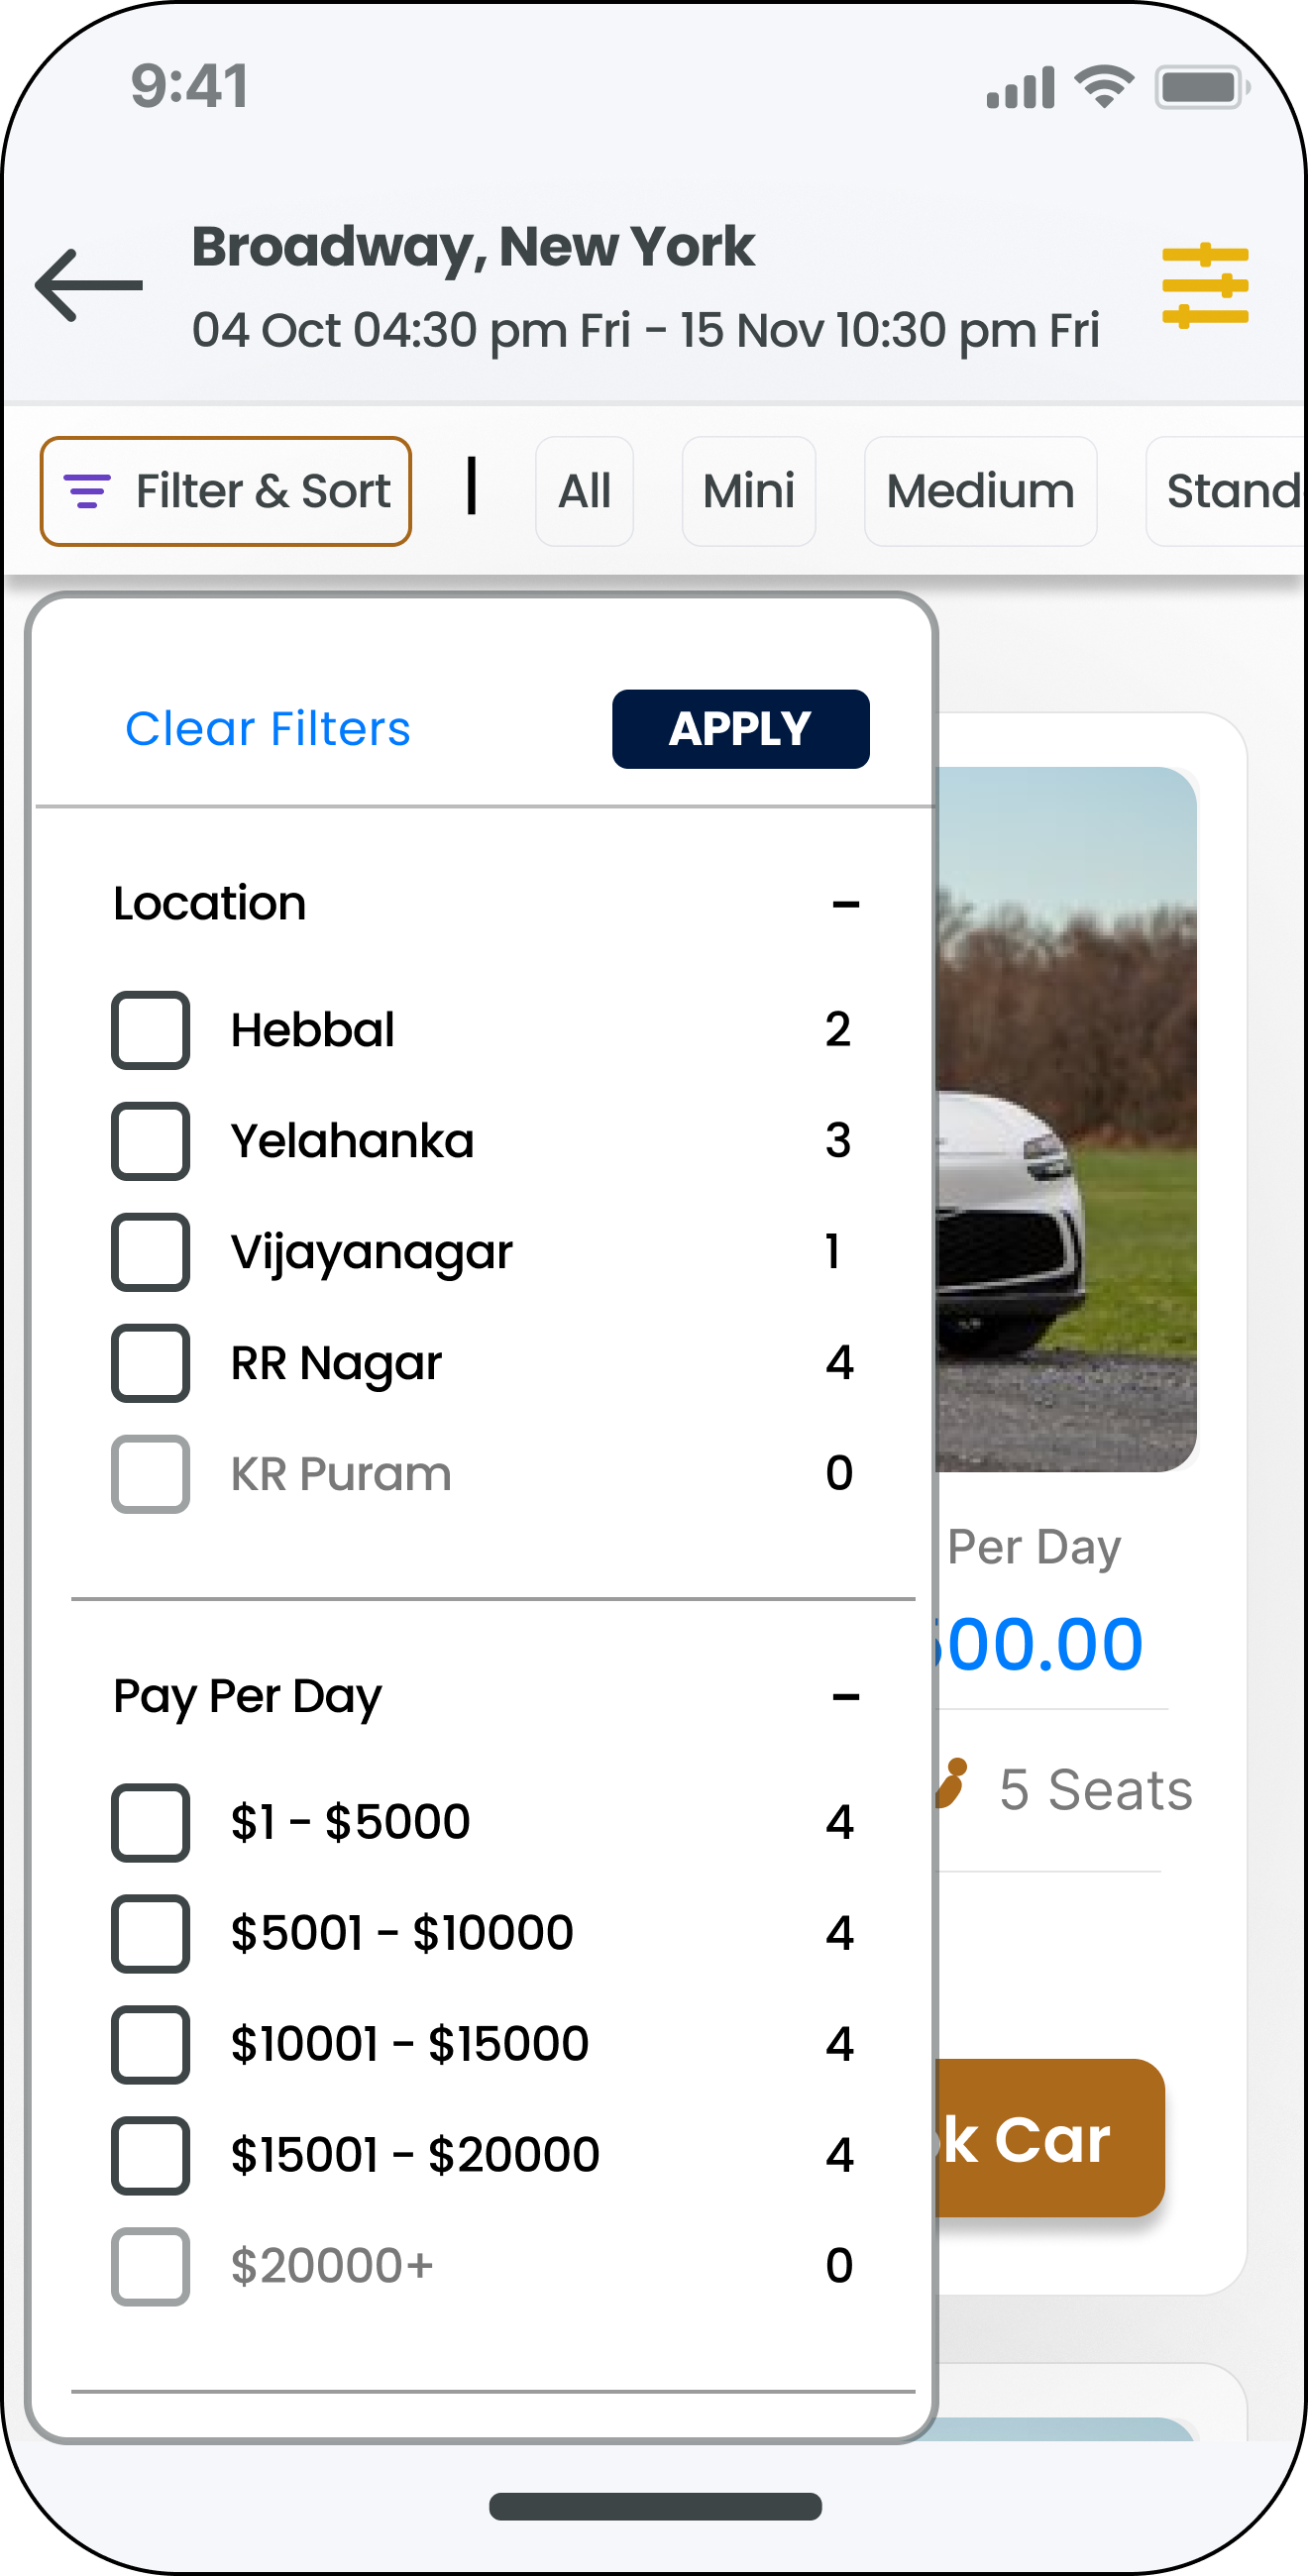 9:41
Broadway, New York
04 Oct 04:30 pm Fri - 15 Nov 10:30 pm Fri
Filter & Sort | All Mini Medium
Clear Filters APPLY
Location –
Hebbal 2
Yelahanka 3
Vijayanagar 1
RR Nagar 4
KR Puram 0
Per Day
00.00
Pay Per Day –
5 Seats
$1 - $5000 4
$5001 - $10000 4
$10001 - $15000 4
k Car
$15001 - $20000 4
$20000+ 0